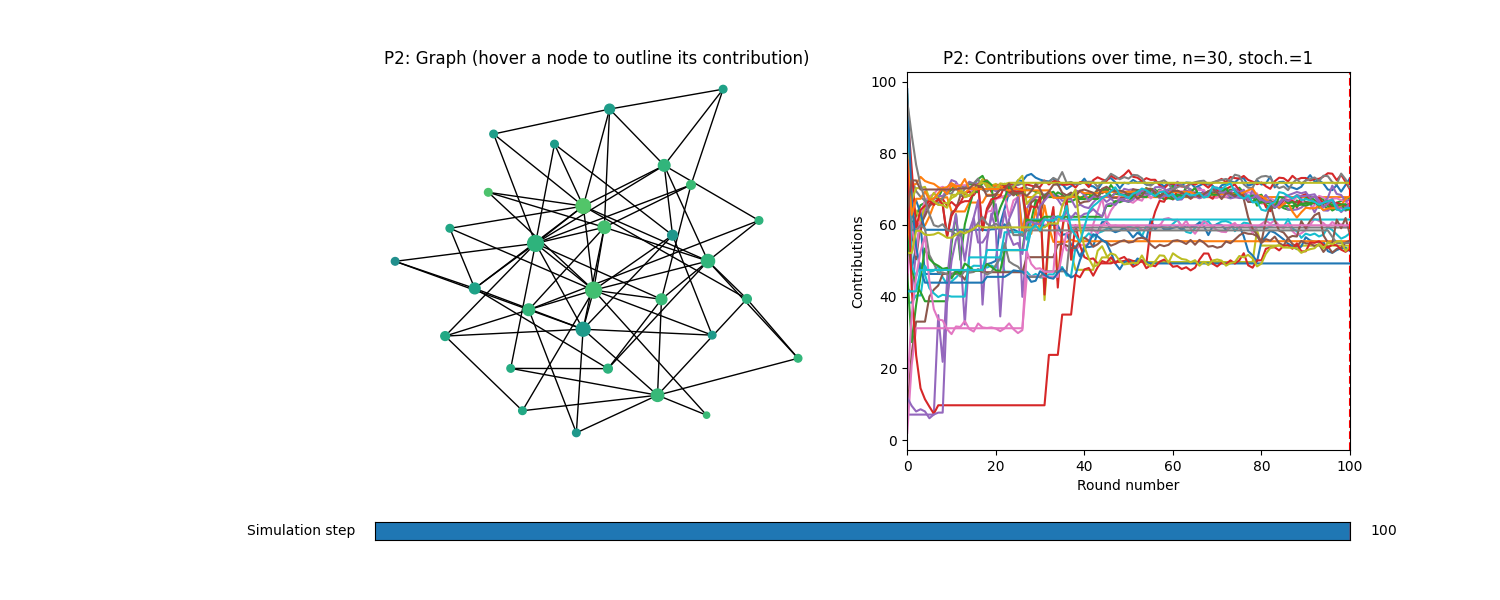 P2: Graph (hover a node to outline its contribution)
P2: Contributions over time, n=30, stoch.=1
100
80
60
40
20
0
Contributions
0 20 40 60 80 100
Round number
Simulation step 100